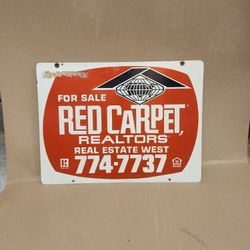 FOR SALE
RED CARPET,
REALTORS
REAL ESTATE WEST
774-7737